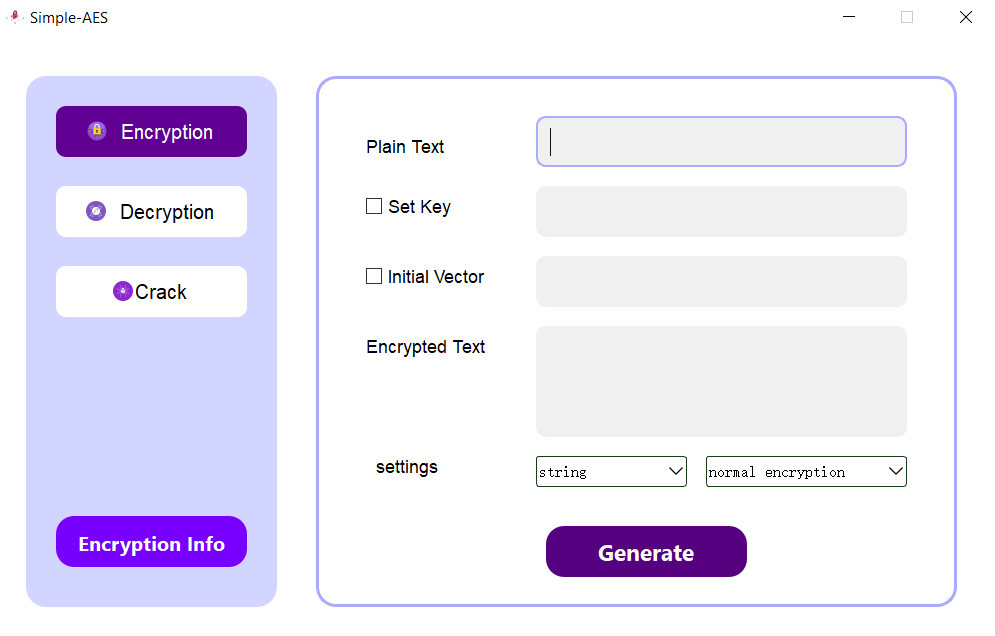 Simple-AES
Encryption
Decryption
Crack
Encryption Info
Plain Text
Set Key
Initial Vector
Encrypted Text
settings
string
normal encryption
Generate